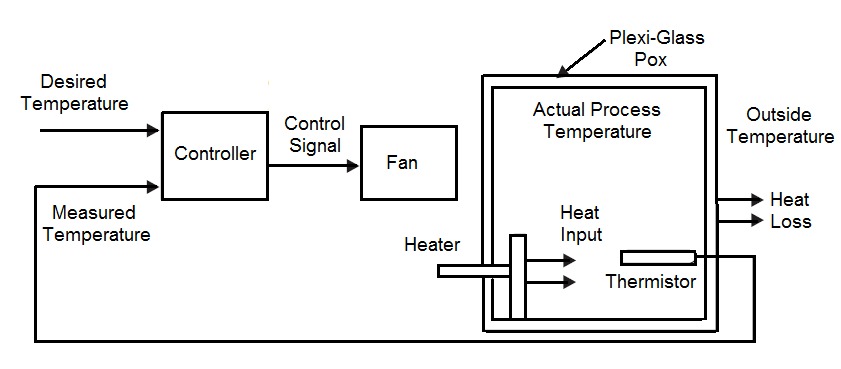 Plexi-Glass
Pox
Desired
Temperature
Controller
Control
Signal
Fan
Actual Process
Temperature
Outside
Temperature
Measured
Temperature
Heater
Heat
Input
Heat
Loss
Thermistor